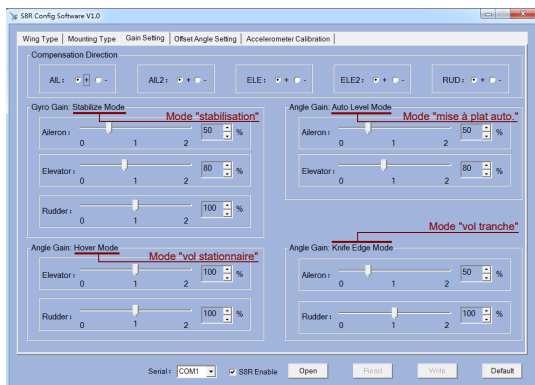 S8R Config Software V1.0
Wing Type Mounting Type Gain Setting Offset Angle Setting Accelerometer Calibration
Compensation Direction
AIL: + - AIL2: + - ELE: + - ELE2: + - RUD: + -
Gyro Gain: Stabilize Mode
Mode "stabilisation"
Aileron: 50 %
0 1 2
Elevator: 80 %
0 1 2
Rudder: 100 %
0 1 2
Angle Gain: Auto Level Mode
Mode "mise à plat auto."
Aileron: 50 %
0 1 2
Elevator: 80 %
0 1 2
Angle Gain: Hover Mode
Mode "vol stationnaire"
Elevator: 100 %
0 1 2
Rudder: 100 %
0 1 2
Mode "vol tranche"
Angle Gain: Knife Edge Mode
Aileron: 50 %
0 1 2
Rudder: 100 %
0 1 2
Serial: COM1 S8R Enable Open Read Write Default